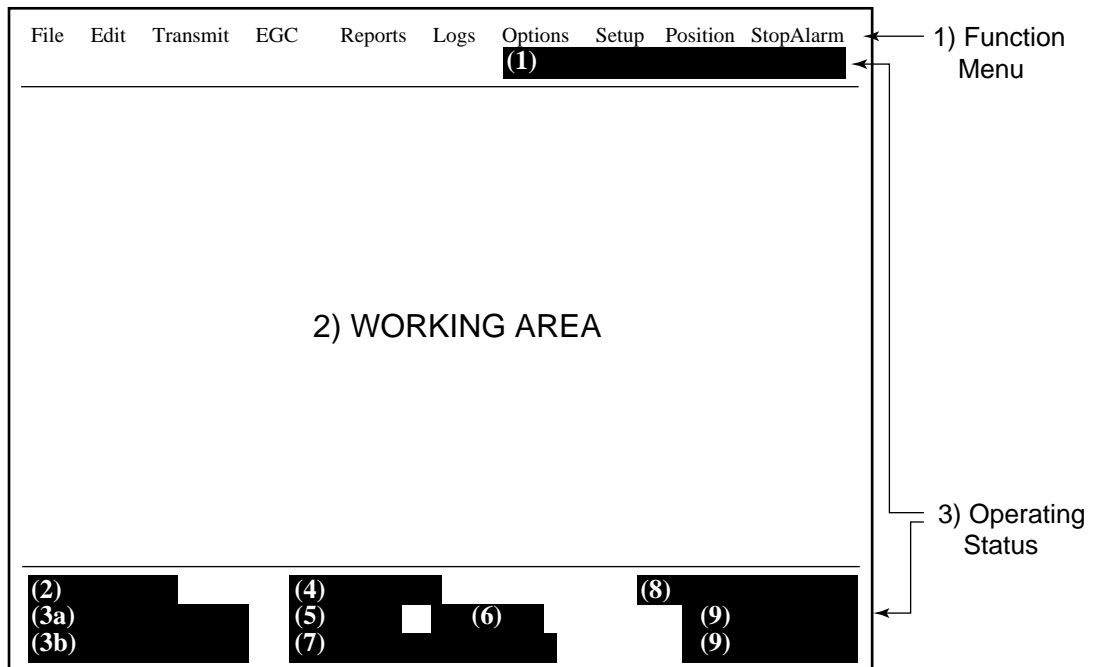 File Edit Transmit EGC Reports Logs Options Setup Position StopAlarm
(1)
1) Function
Menu
2) WORKING AREA
3) Operating
Status
(2) (4) (8)
(3a) (5) (6) (9)
(3b) (7) (9)